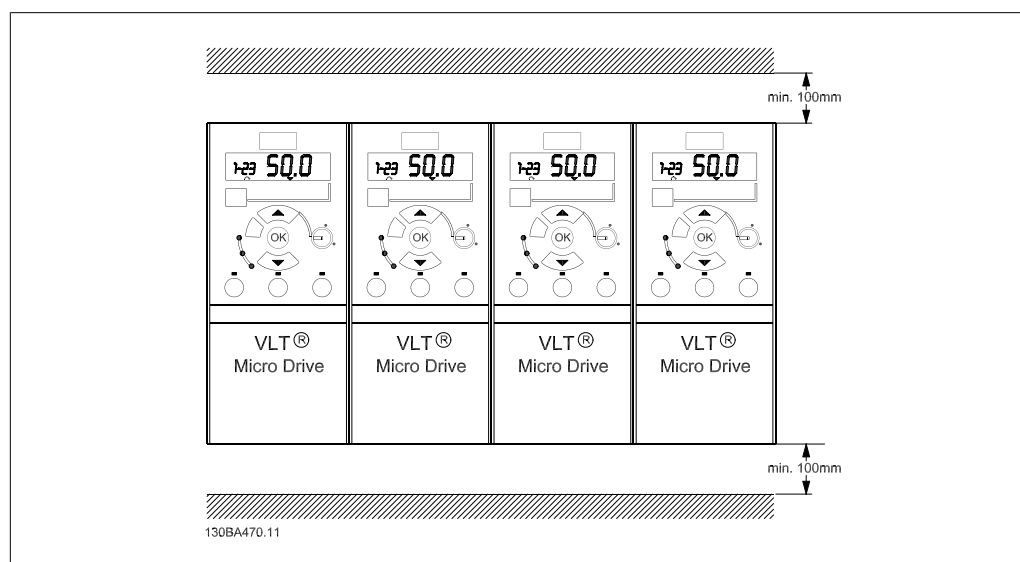 min. 100mm
1-23 50.0
1-23 50.0
1-23 50.0
1-23 50.0
OK
OK
OK
OK
VLT®
Micro Drive
VLT®
Micro Drive
VLT®
Micro Drive
VLT®
Micro Drive
min. 100mm
130BA470.11